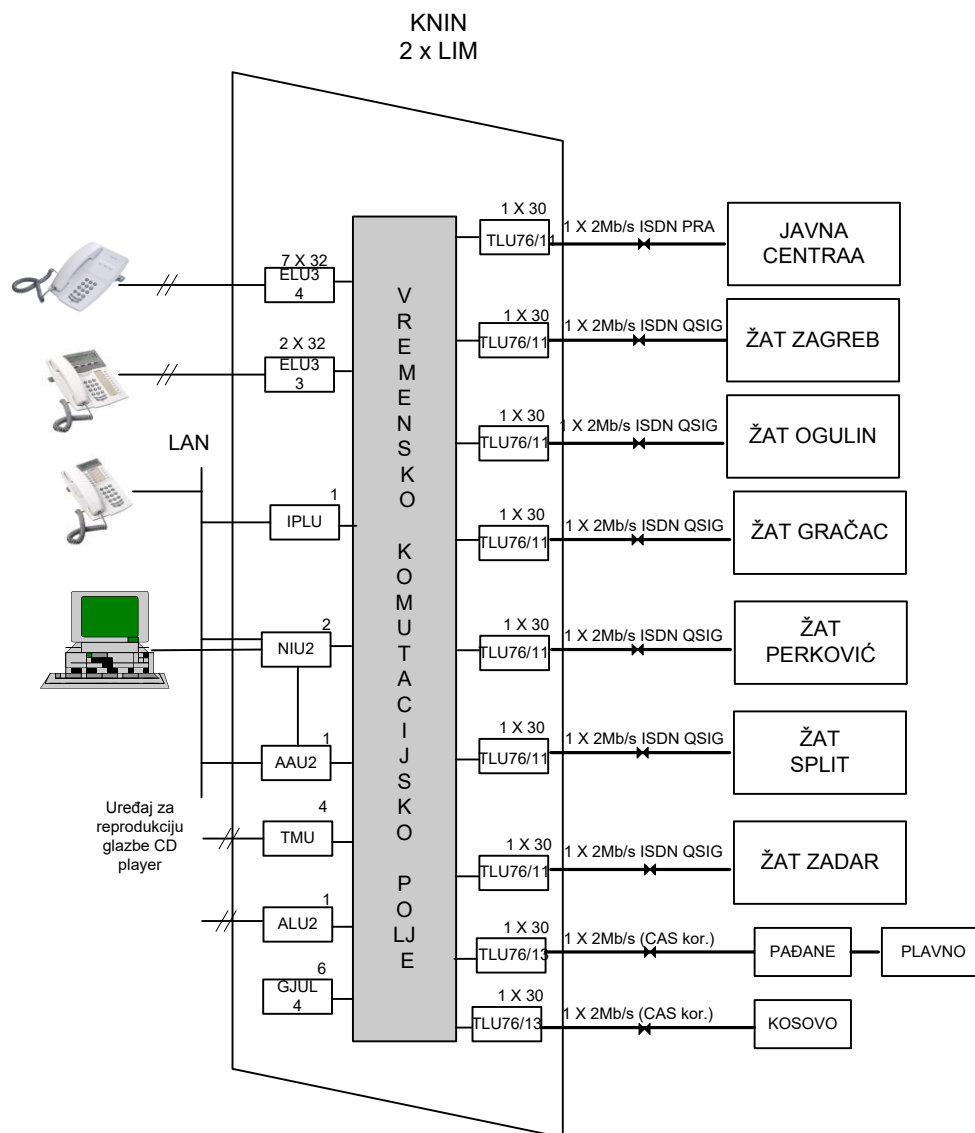 KNIN
2 x LIM
7 X 32
ELU3
4
2 X 32
ELU3
3
LAN
1
IPLU
2
NIU2
1
AAU2
Uređaj za
reprodukciju
glazbe CD
player
4
TMU
1
ALU2
6
GJUL
4
VREMENSKO KOMUTACIJSKO POLJE
1 X 30
TLU76/11
1 X 2Mb/s ISDN PRA
JAVNA
CENTRAA
1 X 30
TLU76/11
1 X 2Mb/s ISDN QSIG
ŽAT ZAGREB
1 X 30
TLU76/11
1 X 2Mb/s ISDN QSIG
ŽAT OGULIN
1 X 30
TLU76/11
1 X 2Mb/s ISDN QSIG
ŽAT GRAČAC
1 X 30
TLU76/11
1 X 2Mb/s ISDN QSIG
ŽAT
PERKOVIĆ
1 X 30
TLU76/11
1 X 2Mb/s ISDN QSIG
ŽAT
SPLIT
1 X 30
TLU76/11
1 X 2Mb/s ISDN QSIG
ŽAT ZADAR
1 X 30
TLU76/13
1 X 2Mb/s (CAS kor.)
PAĐANE
PLAVNO
1 X 30
TLU76/13
1 X 2Mb/s (CAS kor.)
KOSOVO